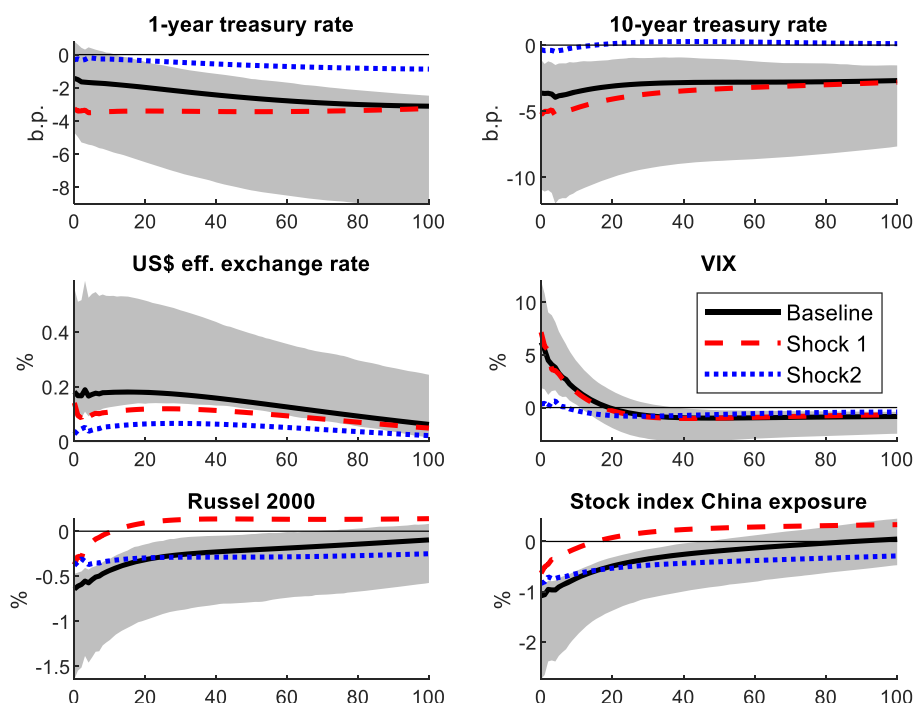 1-year treasury rate
0
-2
-4
-6
-8
b.p.
0 20 40 60 80 100
10-year treasury rate
0
-5
-10
b.p.
0 20 40 60 80 100
US$ eff. exchange rate
0.4
0.2
0
%
0 20 40 60 80 100
VIX
10
5
0
%
0 20 40 60 80 100
Baseline
Shock 1
Shock2
Russel 2000
0
-0.5
-1
-1.5
%
0 20 40 60 80 100
Stock index China exposure
0
-1
-2
%
0 20 40 60 80 100